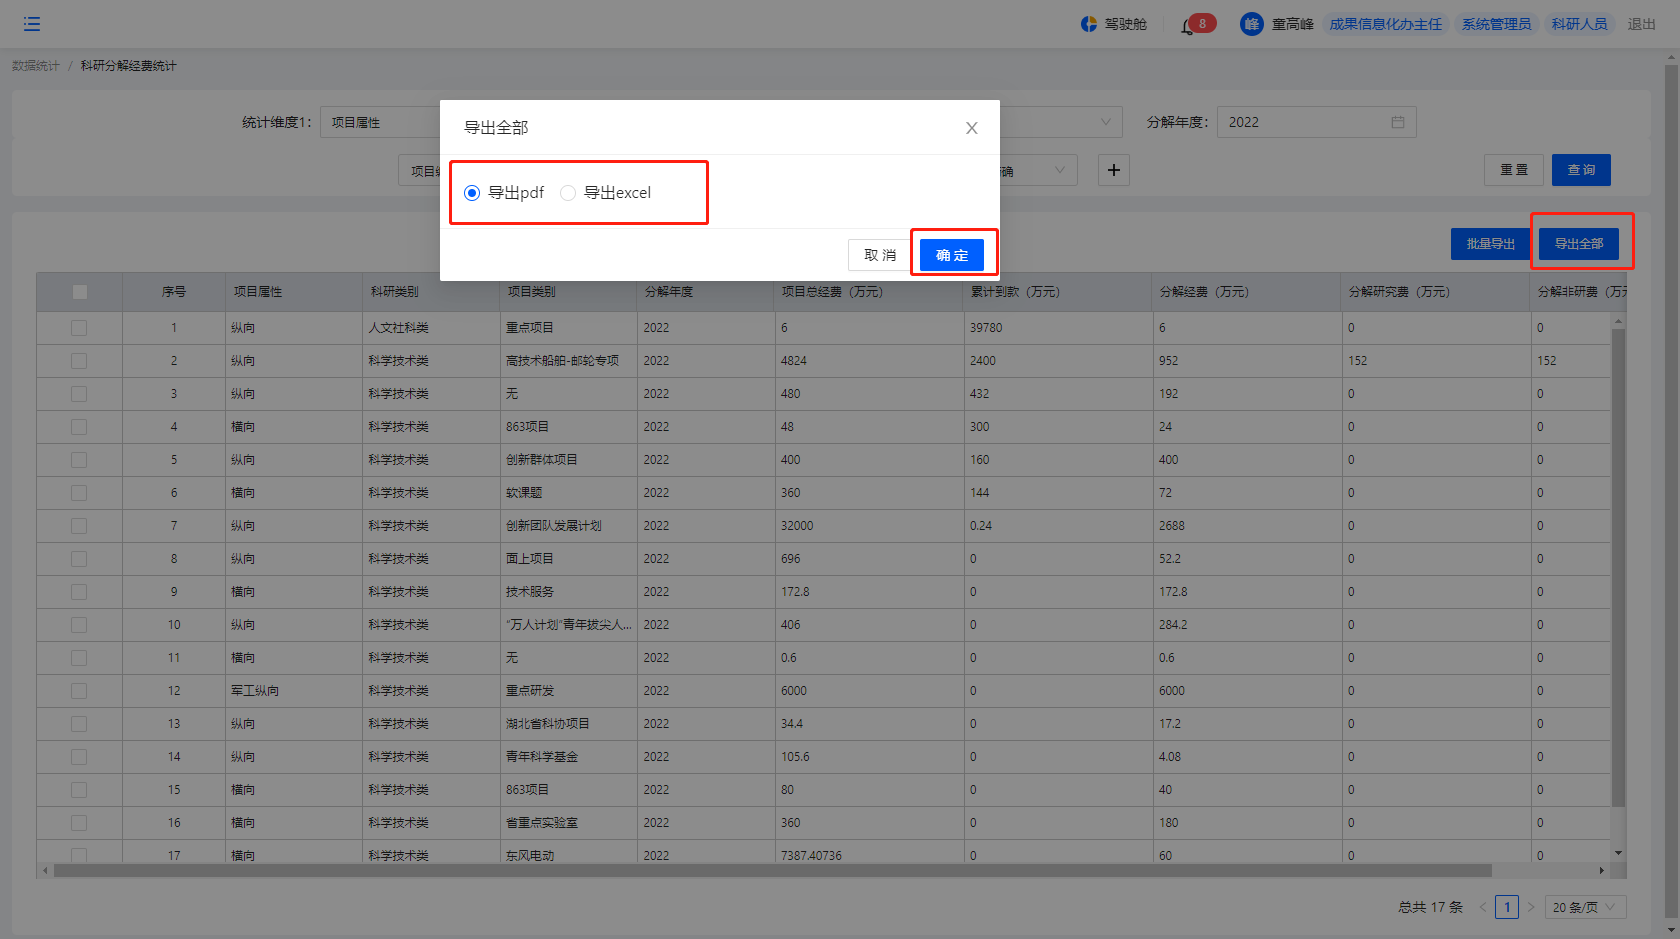 驾驶舱 8 峰 童高峰 成果信息化办主任 系统管理员 科研人员 退出
数据统计 / 科研分解经费统计
统计维度1： 项目属性 分解年度： 2022
项目 确 + 重置 查询
导出全部 X
导出pdf 导出excel
取消 确定
批量导出 导出全部
序号 项目属性 科研类别 项目类别 分解年度 项目总经费（万元） 累计到款（万元） 分解经费（万元） 分解研究费（万元） 分解非研费（万元
1 纵向 人文社科类 重点项目 2022 6 39780 6 0 0
2 纵向 科学技术类 高技术船舶-邮轮专项 2022 4824 2400 952 152 152
3 纵向 科学技术类 无 2022 480 432 192 0 0
4 横向 科学技术类 863项目 2022 48 300 24 0 0
5 纵向 科学技术类 创新群体项目 2022 400 160 400 0 0
6 横向 科学技术类 软课题 2022 360 144 72 0 0
7 纵向 科学技术类 创新团队发展计划 2022 32000 0.24 2688 0 0
8 纵向 科学技术类 面上项目 2022 696 0 52.2 0 0
9 横向 科学技术类 技术服务 2022 172.8 0 172.8 0 0
10 纵向 科学技术类 “万人计划”青年拔尖人... 2022 406 0 284.2 0 0
11 横向 科学技术类 无 2022 0.6 0 0.6 0 0
12 军工纵向 科学技术类 重点研发 2022 6000 0 6000 0 0
13 纵向 科学技术类 湖北省科协项目 2022 34.4 0 17.2 0 0
14 纵向 科学技术类 青年科学基金 2022 105.6 0 4.08 0 0
15 横向 科学技术类 863项目 2022 80 0 40 0 0
16 横向 科学技术类 省重点实验室 2022 360 0 180 0 0
17 横向 科学技术类 东风电动 2022 7387.40736 0 60 0 0
总共 17 条 < 1 > 20 条/页